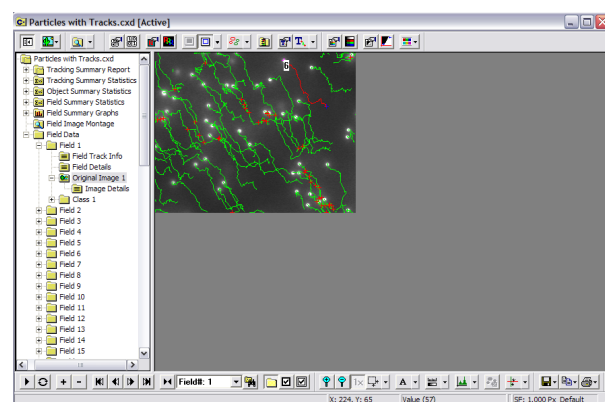 Particles with Tracks.cxd [Active]
Particles with Tracks.cxd
Tracking Summary Report
Tracking Summary Statistics
Object Summary Statistics
Field Summary Statistics
Field Summary Graphs
Field Image Montage
Field Data
Field 1
Field Track Info
Field Details
Original Image 1
Image Details
Class 1
Field 2
Field 3
Field 4
Field 5
Field 6
Field 7
Field 8
Field 9
Field 10
Field 11
Field 12
Field 13
Field 14
Field 15
6
Field#: 1
1x
A
X: 224, Y: 65
Value (57)
SF: 1.000 Px Default